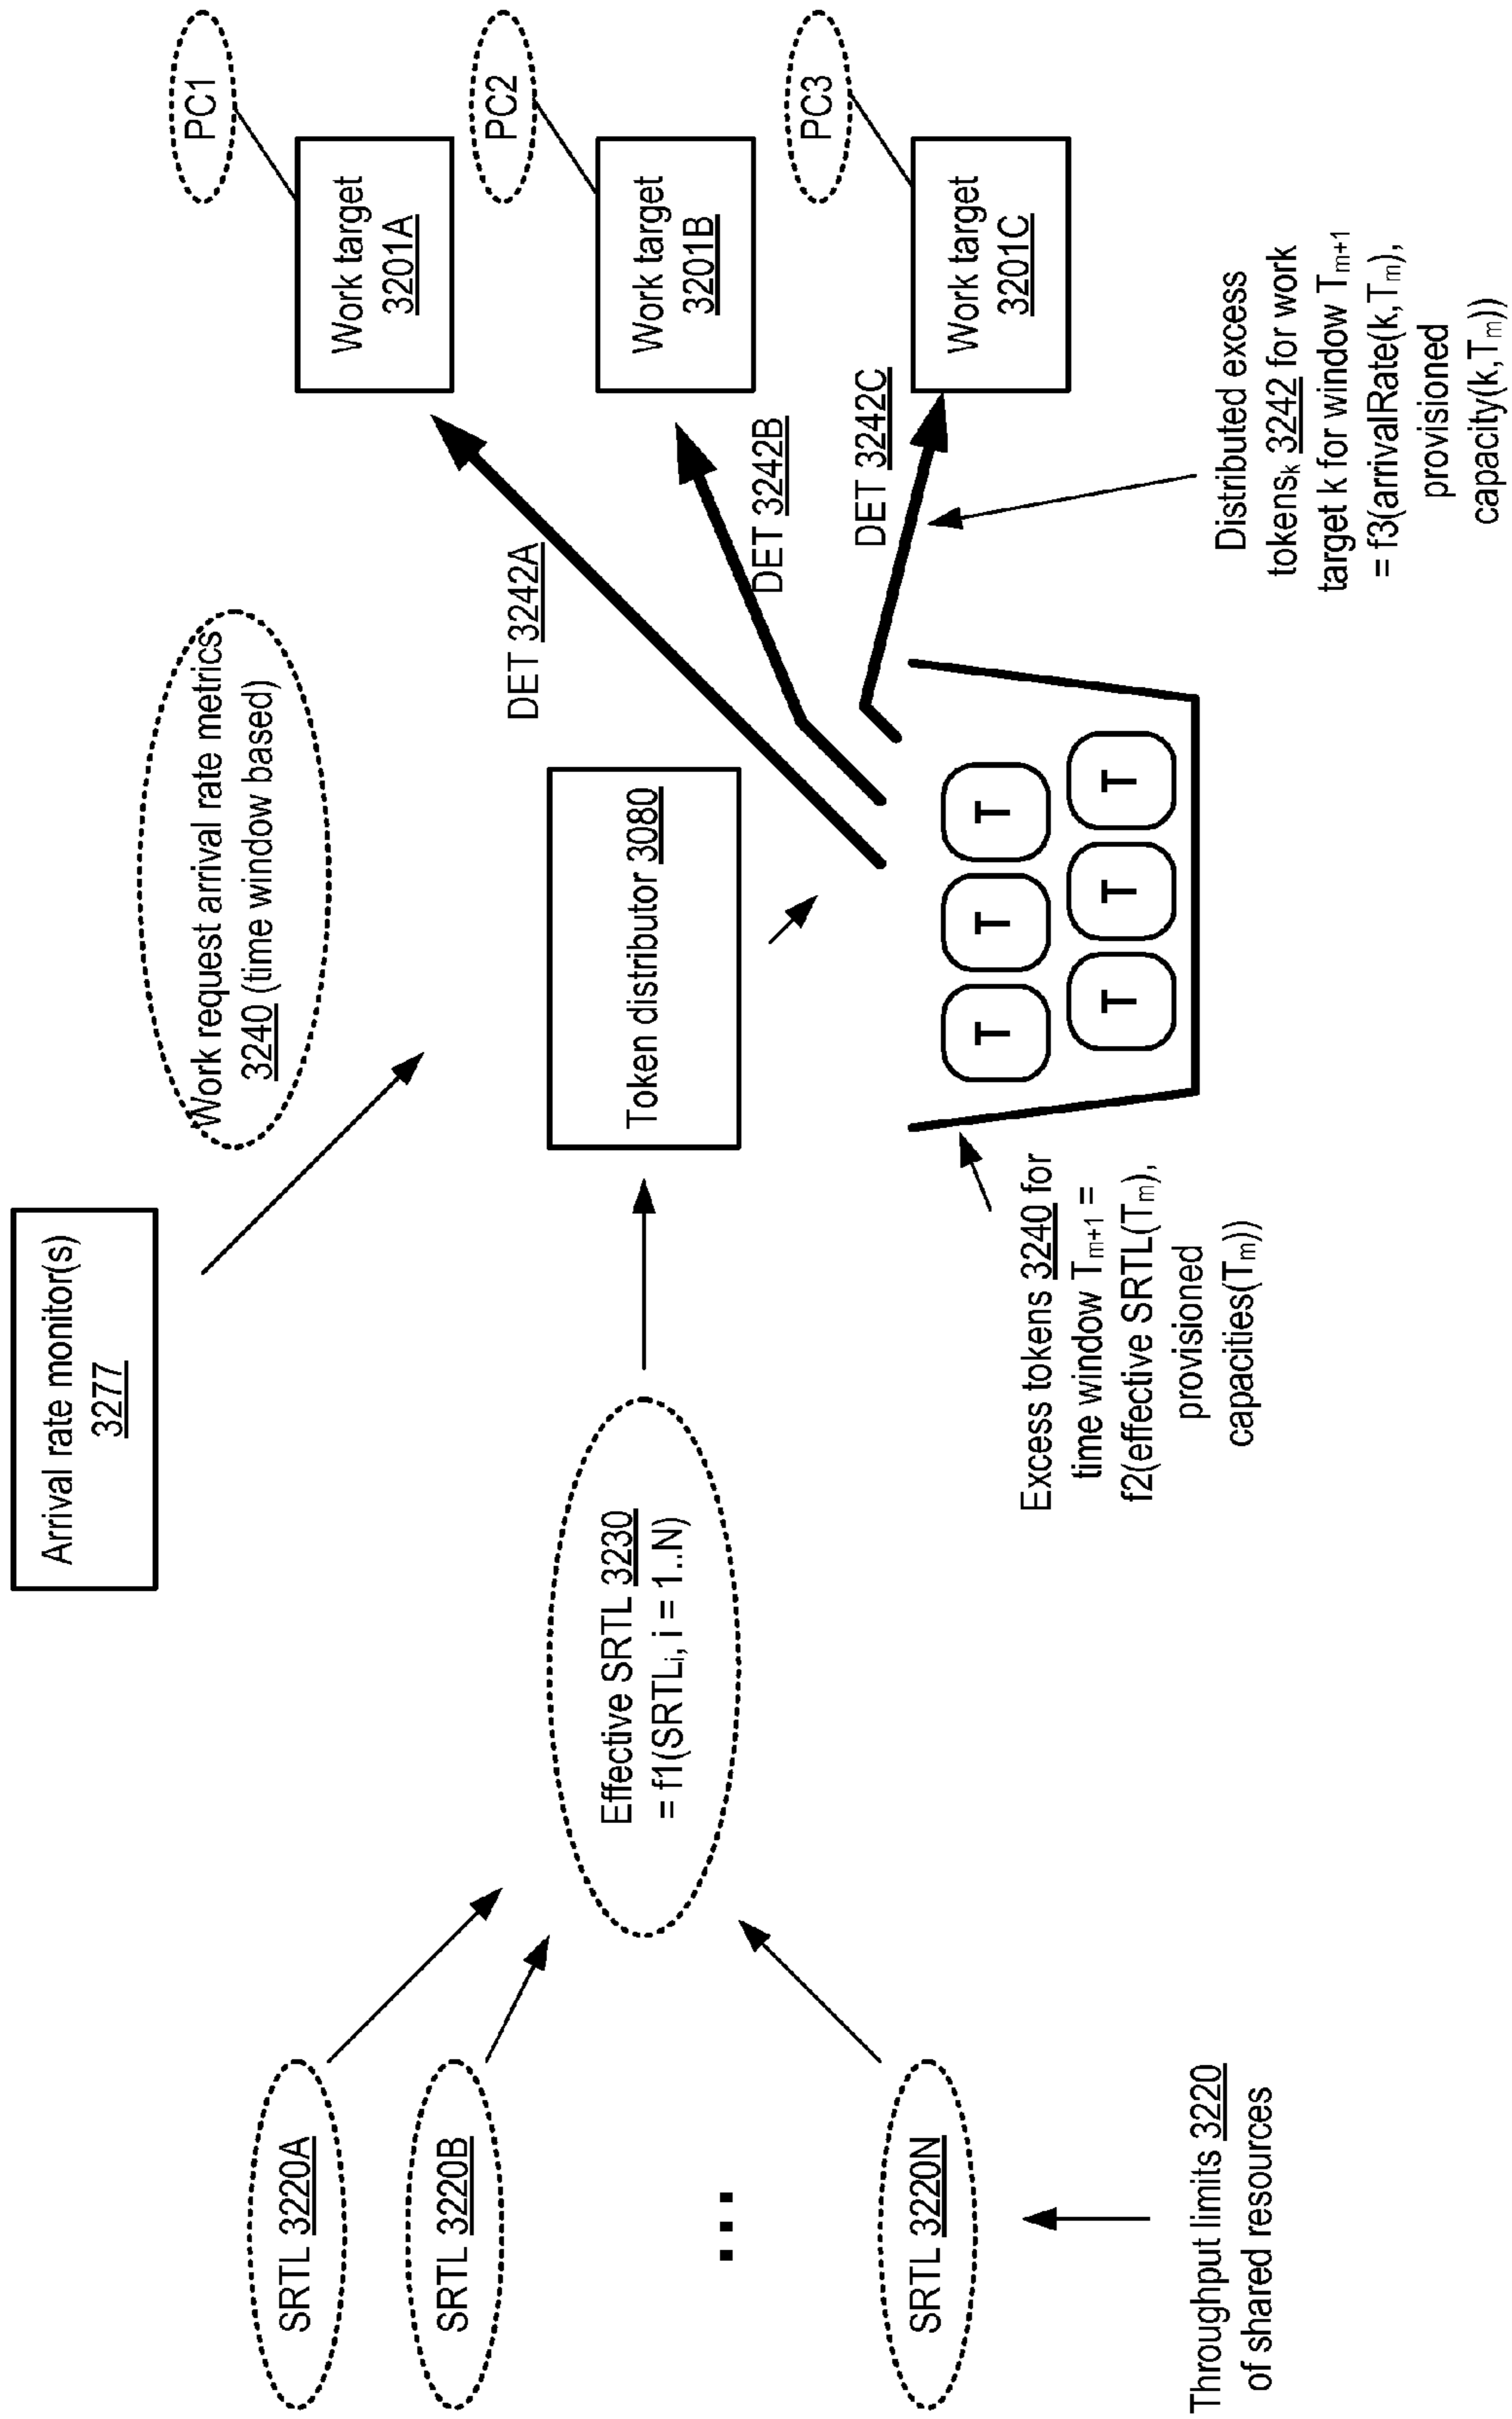 Arrival rate monitor(s)
3277
Work request arrival rate metrics
3240 (time window based)
SRTL 3220A
SRTL 3220B
...
SRTL 3220N
Throughput limits 3220
of shared resources
Effective SRTL 3230
= f1(SRTLi, i = 1..N)
Token distributor 3080
Excess tokens 3240 for
time window Tm+1 =
f2(effective SRTL(Tm),
provisioned
capacities(Tm))
T T T
T T T
DET 3242A
DET 3242B
DET 3242C
PC1
Work target
3201A
PC2
Work target
3201B
PC3
Work target
3201C
Distributed excess
tokensk 3242 for work
target k for window Tm+1
= f3(arrivalRate(k,Tm),
provisioned
capacity(k,Tm))